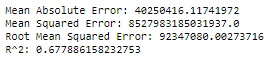 Mean Absolute Error: 40250416.11741972
Mean Squared Error: 8527983185031937.0
Root Mean Squared Error: 92347080.00273716
R^2: 0.677886158232753